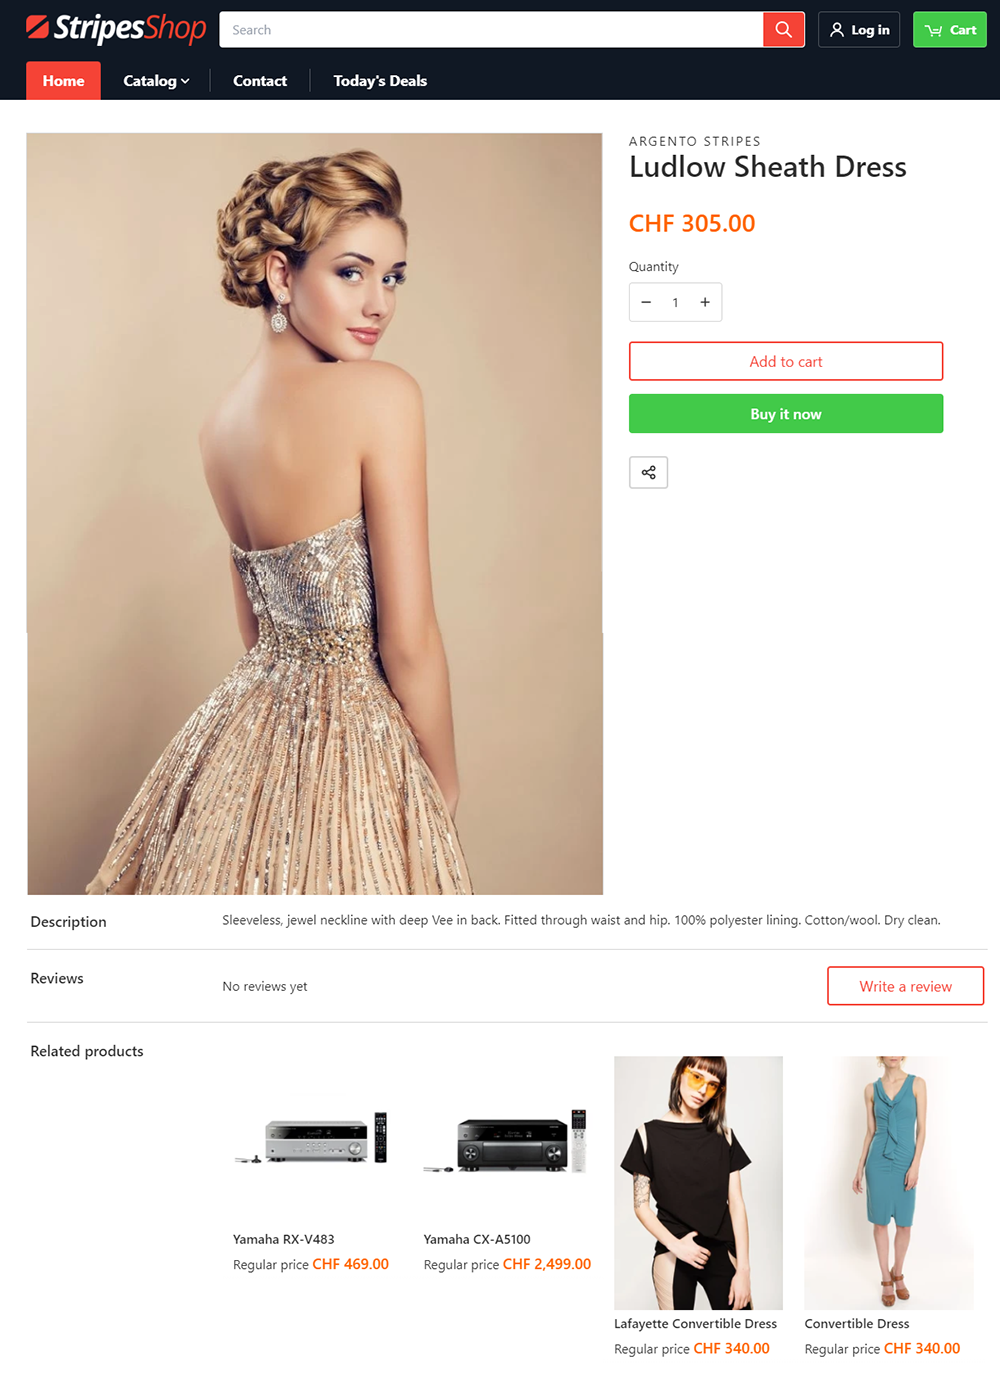 StripesShop
Search
Log in
Cart
Home
Catalog
Contact
Today's Deals
ARGENTO STRIPES
Ludlow Sheath Dress
CHF 305.00
Quantity
− 1 +
Add to cart
Buy it now
Description
Sleeveless, jewel neckline with deep Vee in back. Fitted through waist and hip. 100% polyester lining. Cotton/wool. Dry clean.
Reviews
No reviews yet
Write a review
Related products
Yamaha RX-V483
Regular price CHF 469.00
Yamaha CX-A5100
Regular price CHF 2,499.00
Lafayette Convertible Dress
Regular price CHF 340.00
Convertible Dress
Regular price CHF 340.00